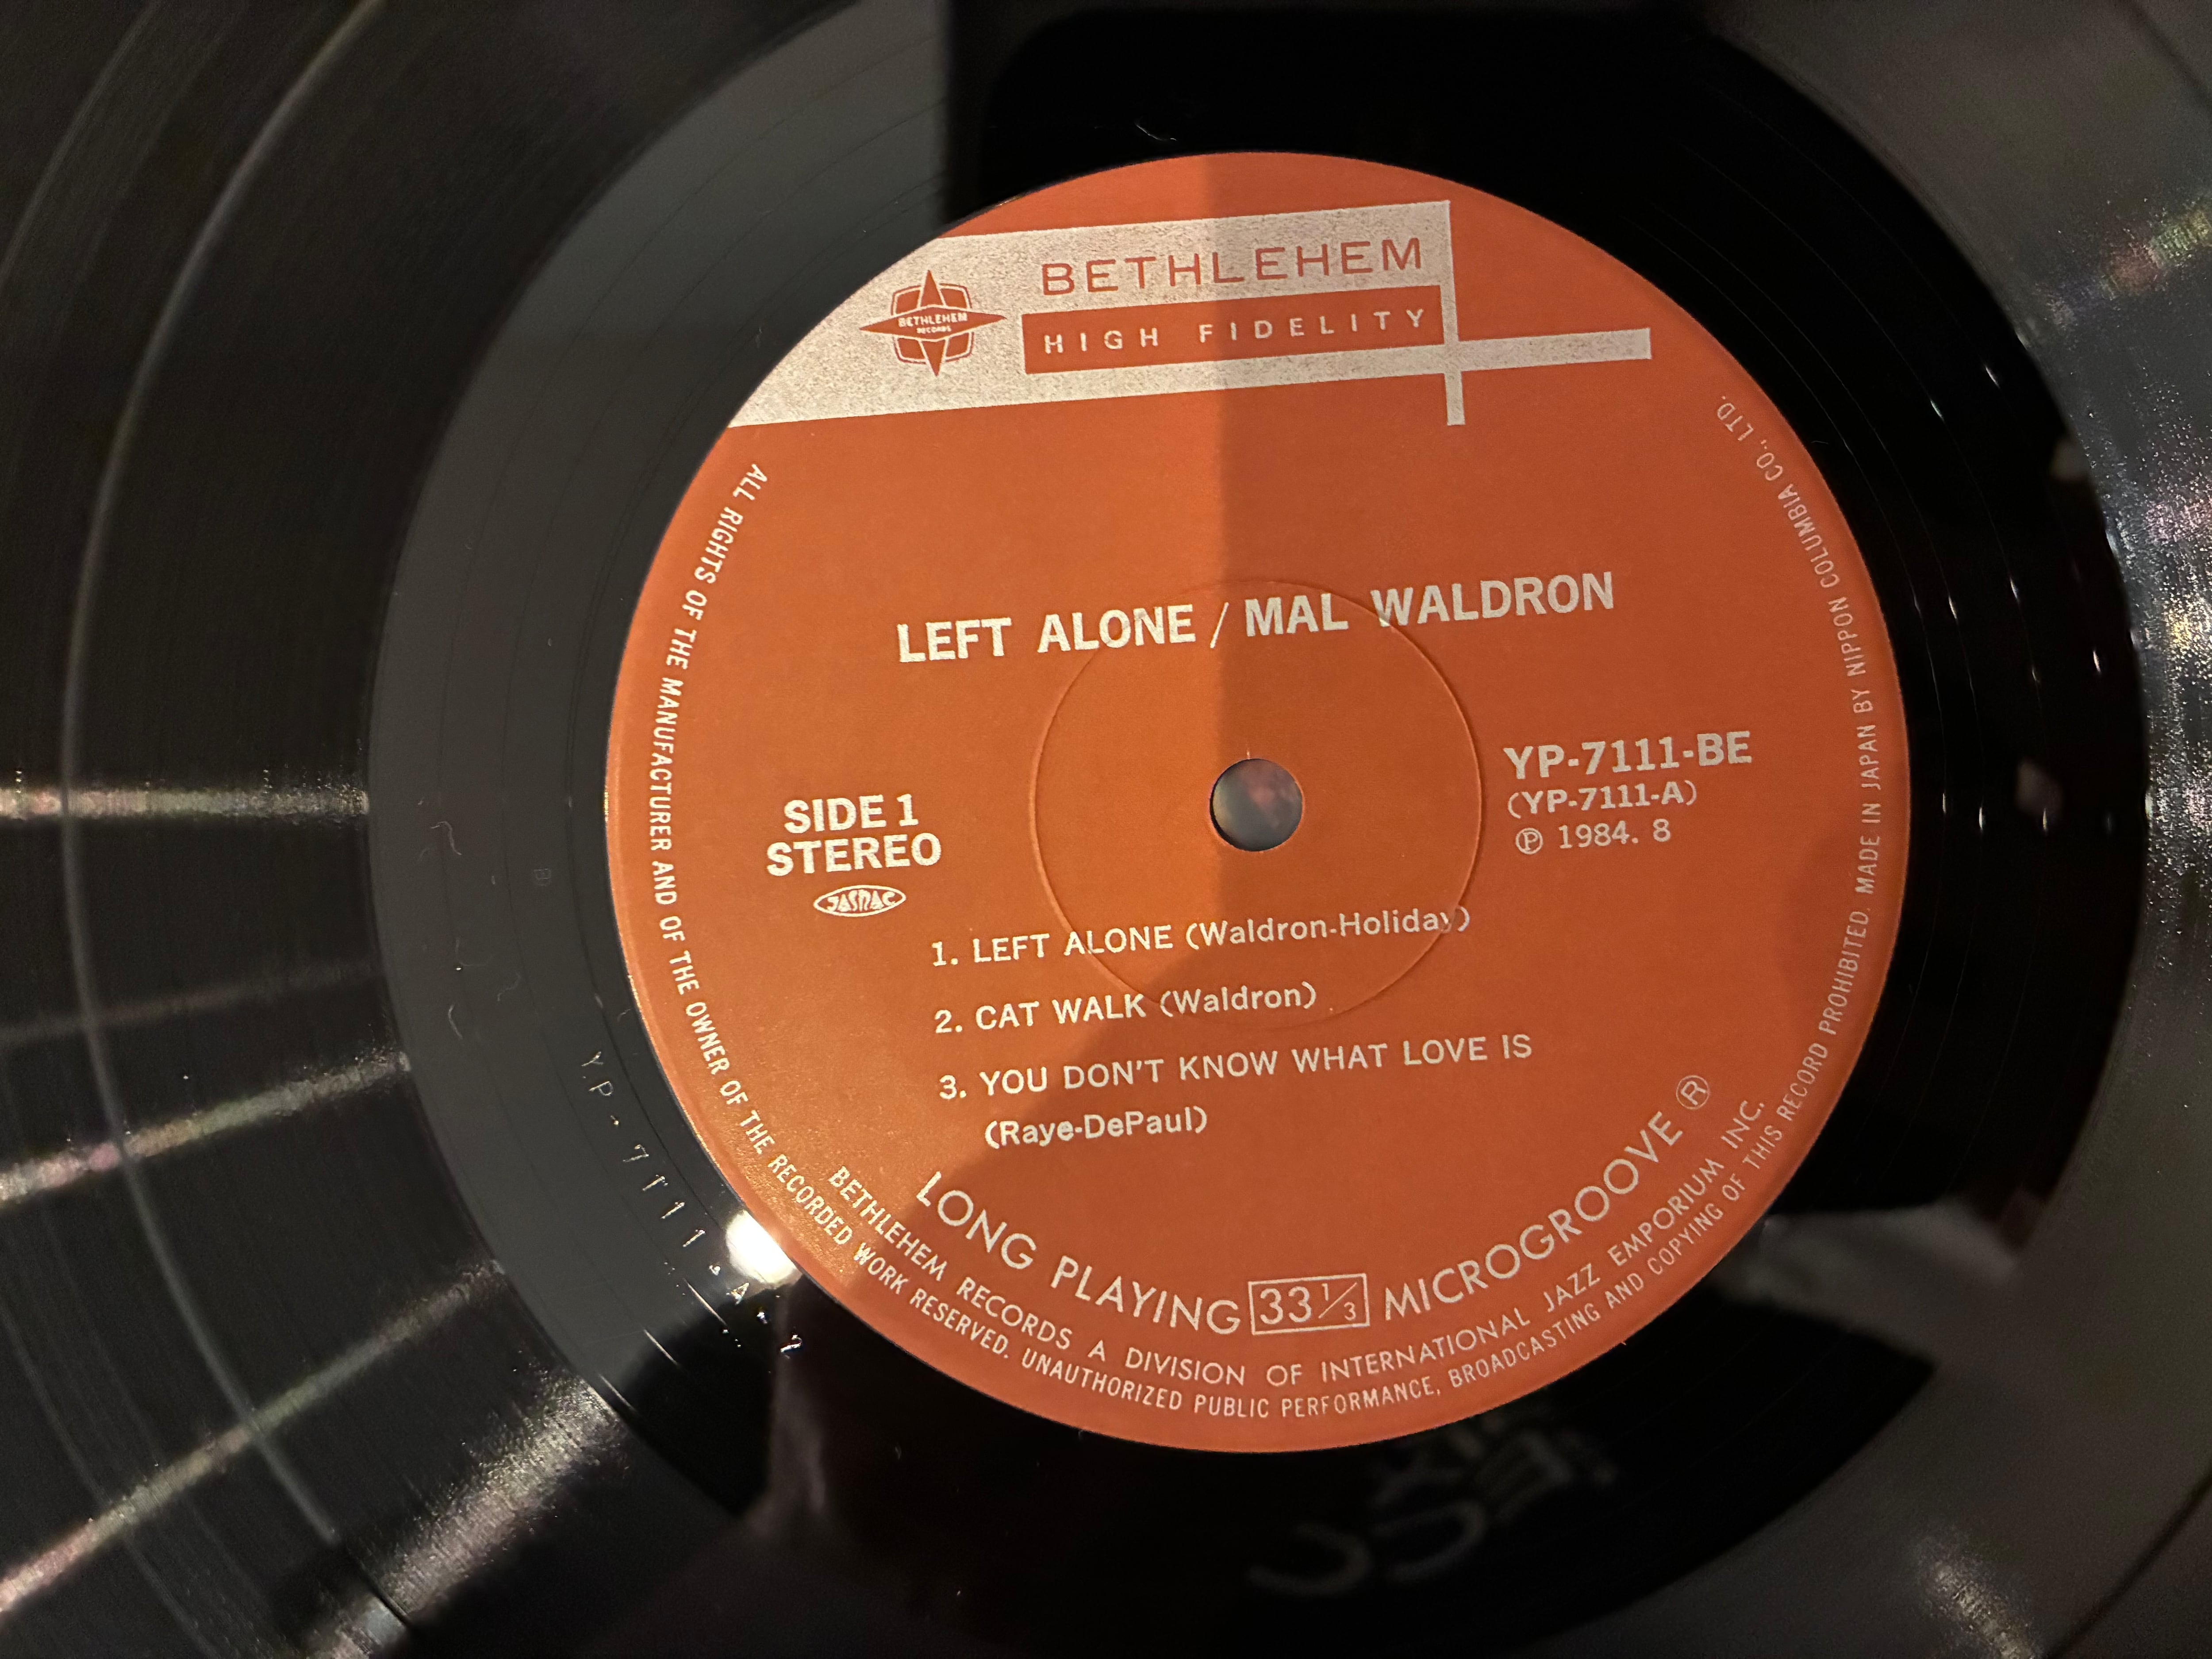 BETHLEHEM
BETHLEHEM
RECORDS
HIGH FIDELITY
LEFT ALONE / MAL WALDRON
YP-7111-BE
(YP-7111-A)
Ⓟ 1984. 8
SIDE 1
STEREO
JASRAC
1. LEFT ALONE (Waldron-Holiday)
2. CAT WALK (Waldron)
3. YOU DON'T KNOW WHAT LOVE IS
(Raye-DePaul)
LONG PLAYING 33 1/3 MICROGROOVE ®
BETHLEHEM RECORDS A DIVISION OF INTERNATIONAL JAZZ EMPORIUM INC.
ALL RIGHTS OF THE MANUFACTURER AND OF THE OWNER OF THE RECORDED WORK RESERVED. UNAUTHORIZED PUBLIC PERFORMANCE, BROADCASTING AND COPYING OF THIS RECORD PROHIBITED. MADE IN JAPAN BY NIPPON COLUMBIA CO., LTD.
YP-7111-A